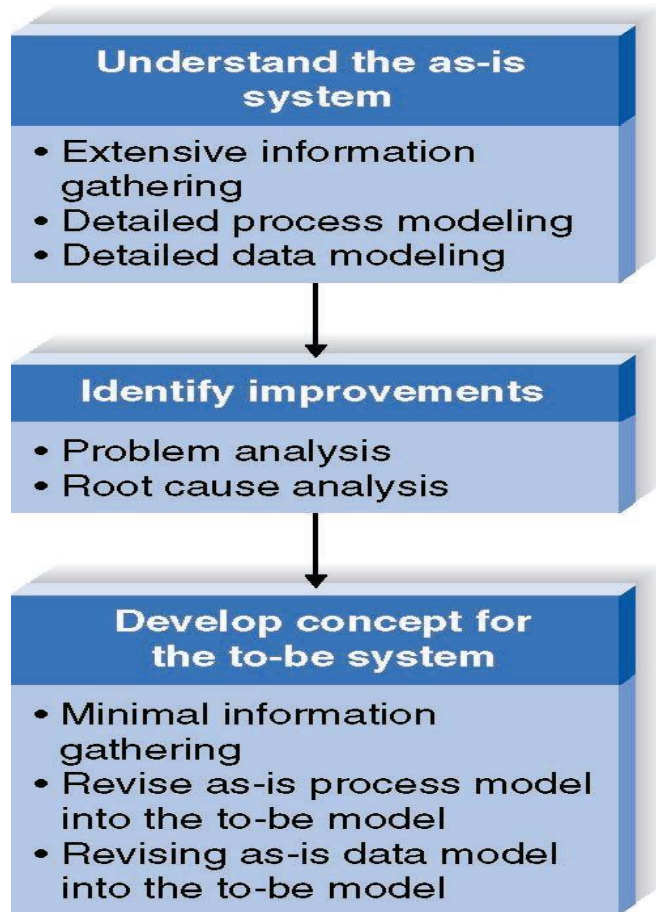 Understand the as-is
system
• Extensive information
gathering
• Detailed process modeling
• Detailed data modeling
Identify improvements
• Problem analysis
• Root cause analysis
Develop concept for
the to-be system
• Minimal information
gathering
• Revise as-is process model
into the to-be model
• Revising as-is data model
into the to-be model